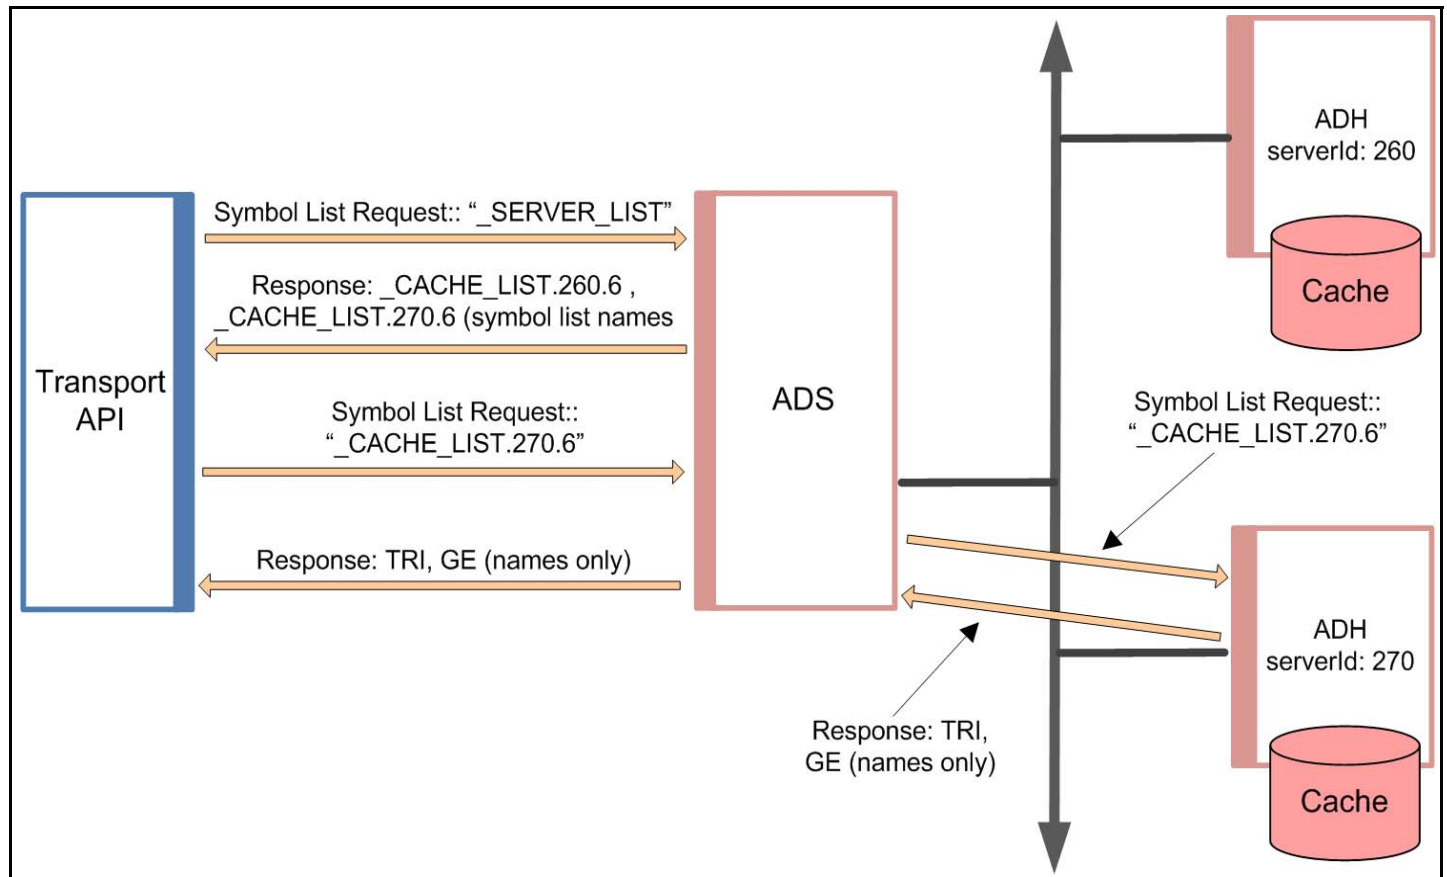 ADH
serverId: 260
Cache
Symbol List Request:: “_SERVER_LIST”
Response: _CACHE_LIST.260.6 ,
_CACHE_LIST.270.6 (symbol list names
Transport
API
Symbol List Request::
“_CACHE_LIST.270.6”
Response: TRI, GE (names only)
ADS
Symbol List Request::
“_CACHE_LIST.270.6”
Response: TRI,
GE (names only)
ADH
serverId: 270
Cache